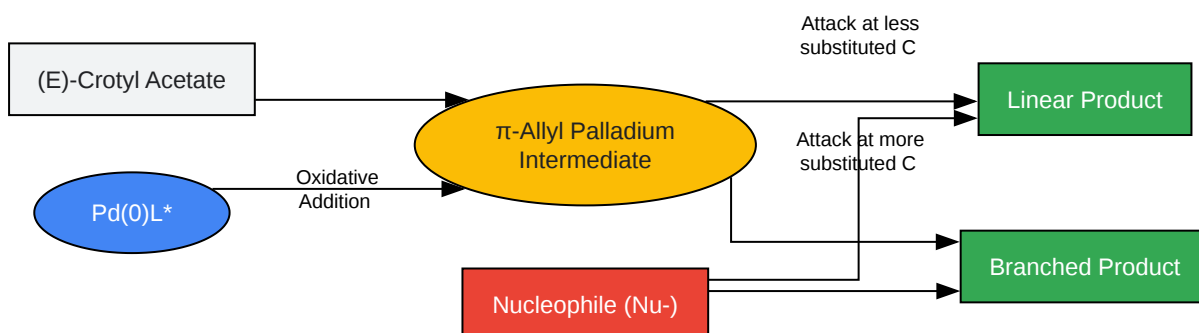 (E)-Crotyl Acetate
Pd(0)L*
Oxidative
Addition
π-Allyl Palladium
Intermediate
Attack at less
substituted C
Attack at more
substituted C
Linear Product
Branched Product
Nucleophile (Nu-)